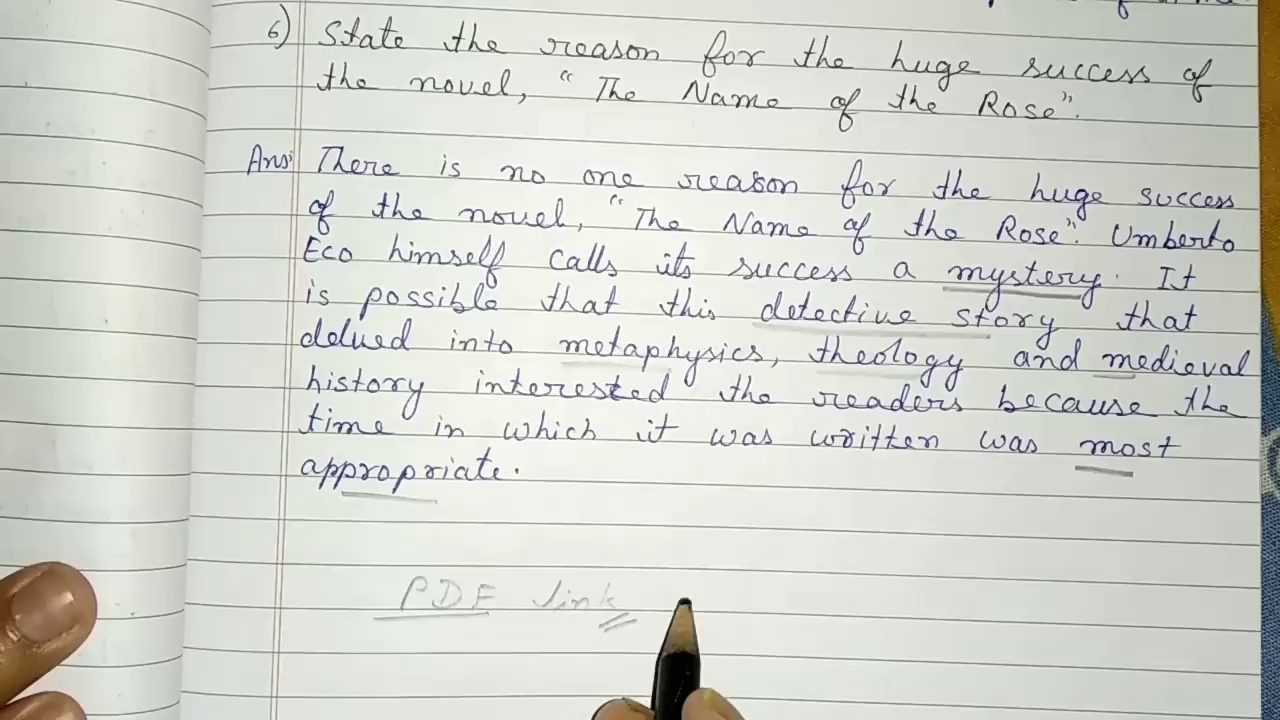 6) State the reason for the huge success of
the novel, "The Name of the Rose".
Ans: There is no one reason for the huge success
of the novel, "The Name of the Rose". Umberto
Eco himself calls its success a mystery. It
is possible that this detective story that
delved into metaphysics, theology and medieval
history interested the readers because the
time in which it was written was most
appropriate.
PDF link